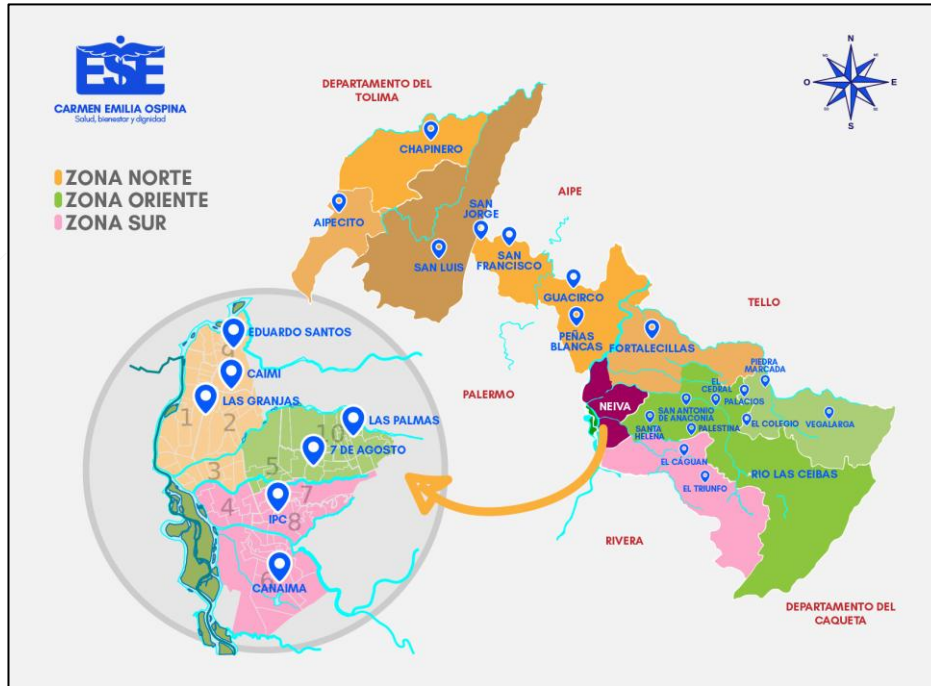 ESE
CARMEN EMILIA OSPINA
Salud, bienestar y dignidad
ZONA NORTE
ZONA ORIENTE
ZONA SUR
N
O
E
S
DEPARTAMENTO DEL
TOLIMA
CHAPINERO
AIPECITO
SAN LUIS
SAN
JORGE
SAN
FRANCISCO
AIPE
GUACIRCO
PEÑAS
BLANCAS
FORTALECILLAS
TELLO
PIEDRA
MARCADA
EL
CEDRAL
PALACIOS
PALERMO
NEIVA
SAN ANTONIO
DE ANACONIA
SANTA
HELENA
PALESTINA
EL COLEGIO
VEGALARGA
EL CÁGUAN
EL TRIUNFO
RIO LAS CEIBAS
RIVERA
DEPARTAMENTO DEL
CAQUETA
EDUARDO SANTOS
9
CAIMI
LAS GRANJAS
1
2
LAS PALMAS
10
7 DE AGOSTO
5
3
4
7
IPC
8
6
CANAIMA